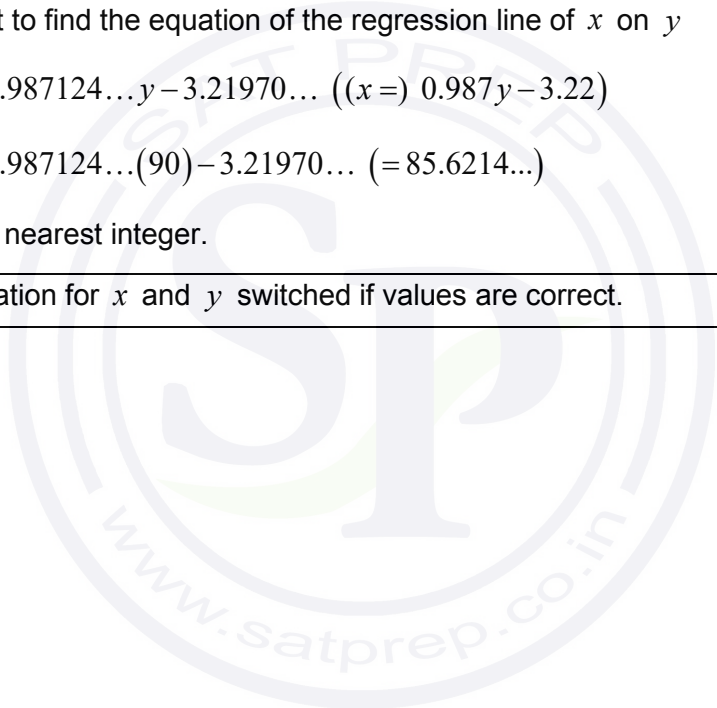 t to find the equation of the regression line of x on y
.987124…y−3.21970… ((x=) 0.987y−3.22)
.987124…(90)−3.21970… (=85.6214...)
nearest integer.
ation for x and y switched if values are correct.
SAT PREP
SP
www.satprep.co.in